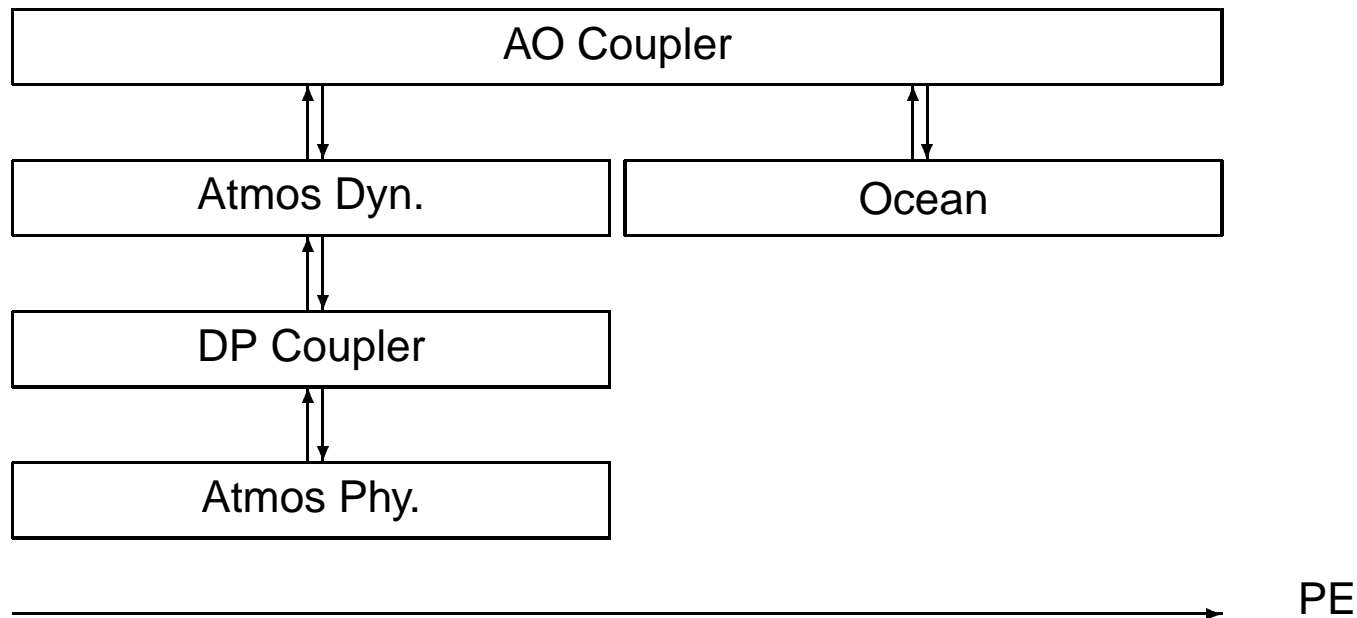 AO Coupler
Atmos Dyn.
Ocean
DP Coupler
Atmos Phy.
PE